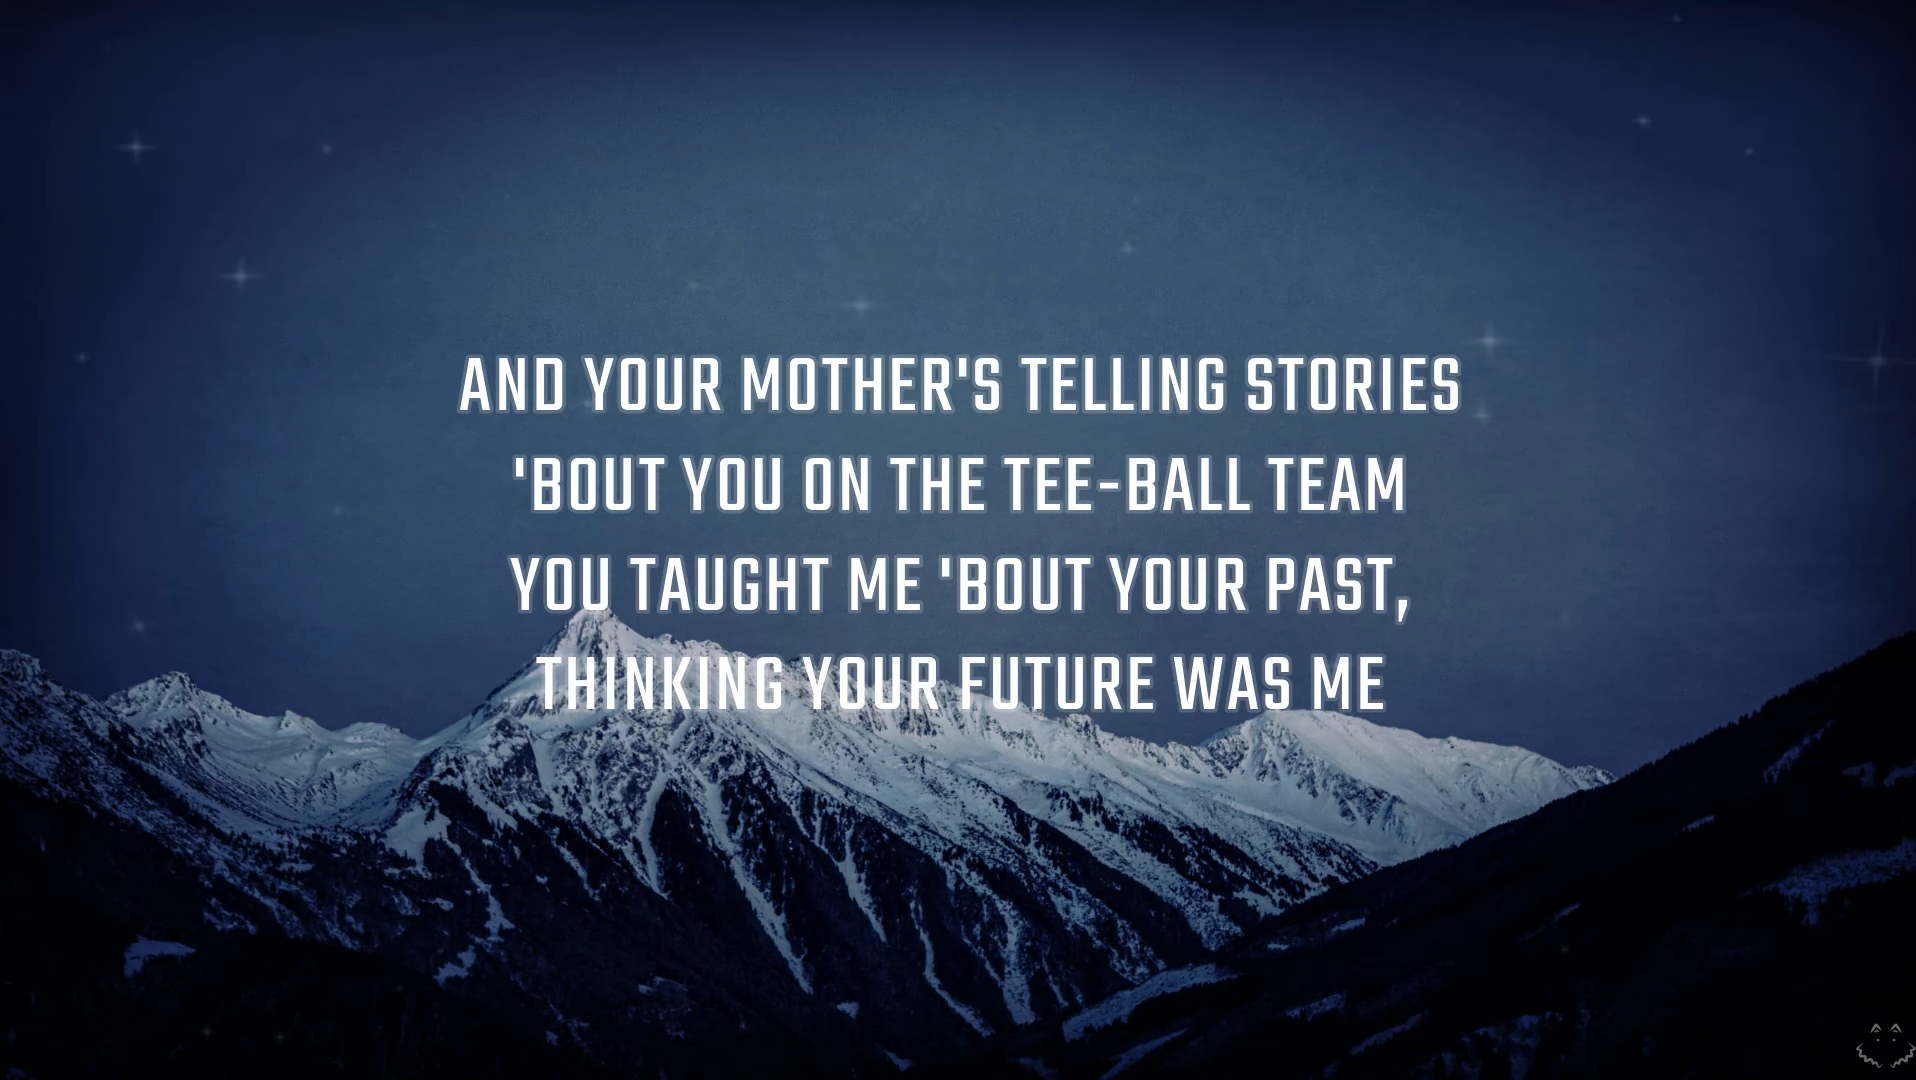 AND YOUR MOTHER'S TELLING STORIES
'BOUT YOU ON THE TEE-BALL TEAM
YOU TAUGHT ME 'BOUT YOUR PAST,
THINKING YOUR FUTURE WAS ME